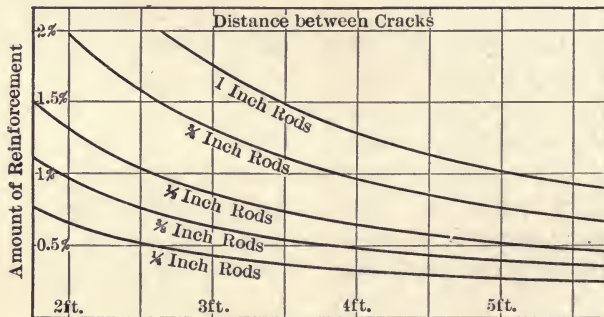 Distance between Cracks
Amount of Reinforcement
2%
1.5%
1%
0.5%
1 Inch Rods
¾ Inch Rods
½ Inch Rods
⅜ Inch Rods
¼ Inch Rods
2ft.
3ft.
4ft.
5ft.